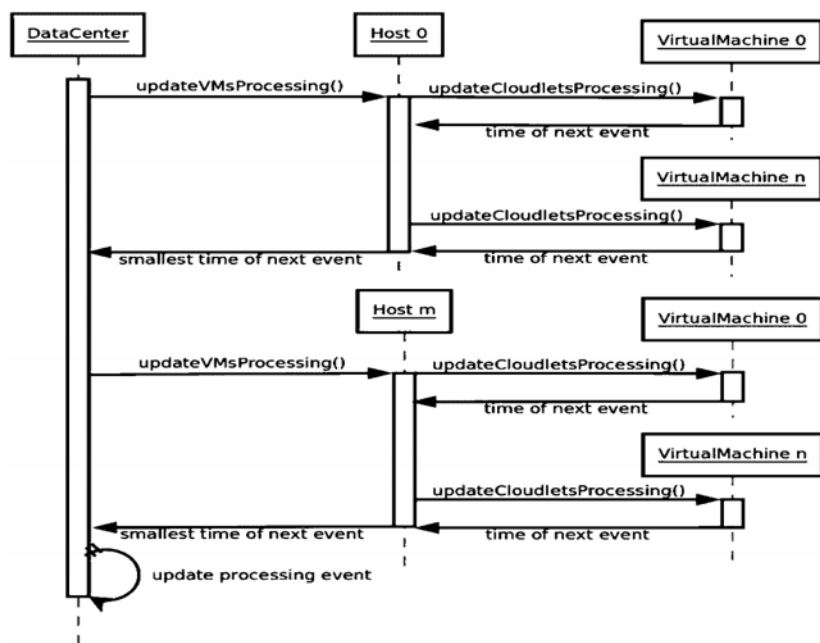 DataCenter
Host 0
VirtualMachine 0
updateVMsProcessing()
updateCloudletsProcessing()
time of next event
VirtualMachine n
updateCloudletsProcessing()
smallest time of next event
time of next event
Host m
VirtualMachine 0
updateVMsProcessing()
updateCloudletsProcessing()
time of next event
VirtualMachine n
updateCloudletsProcessing()
smallest time of next event
time of next event
update processing event